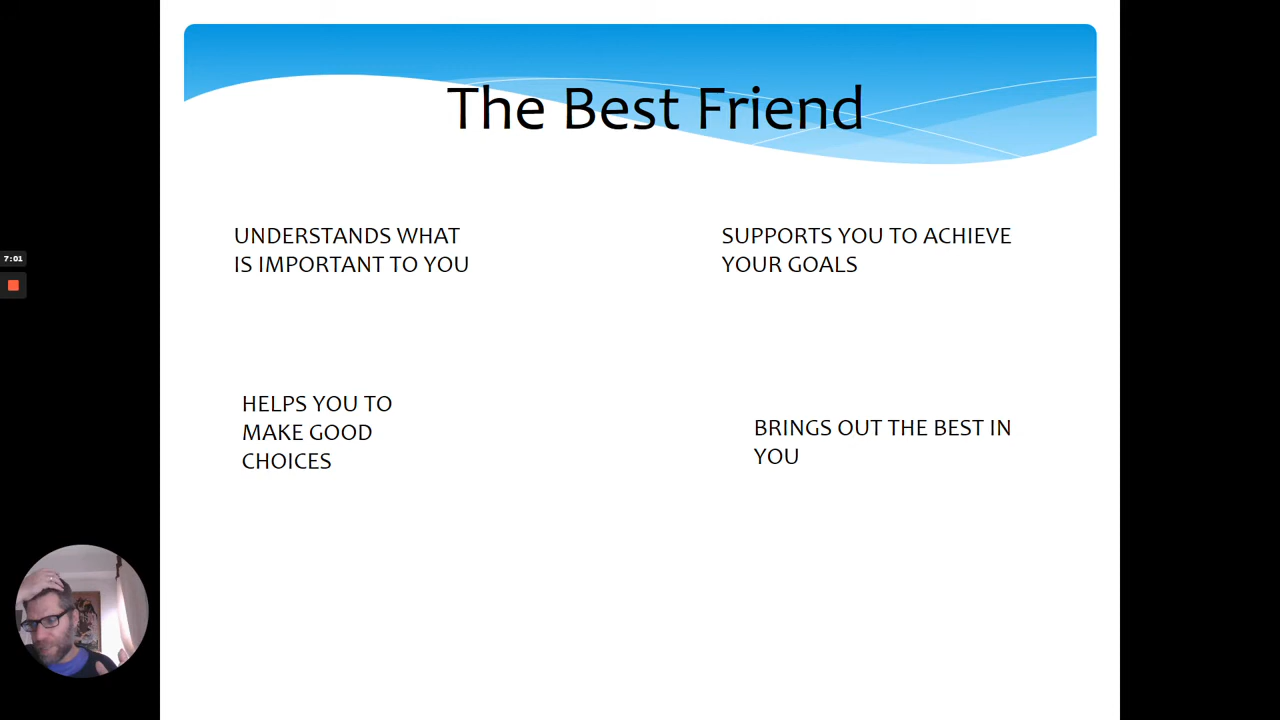 The Best Friend
UNDERSTANDS WHAT
IS IMPORTANT TO YOU
SUPPORTS YOU TO ACHIEVE
YOUR GOALS
HELPS YOU TO
MAKE GOOD
CHOICES
BRINGS OUT THE BEST IN
YOU
7:01